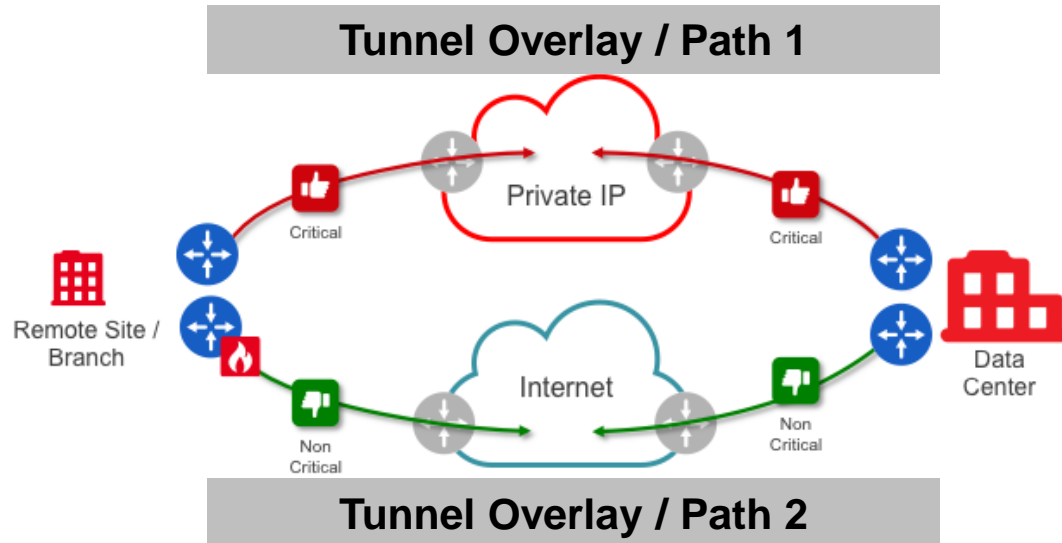 Tunnel Overlay / Path 1
Private IP
Critical
Critical
Remote Site /
Branch
Data
Center
Internet
Non
Critical
Non
Critical
Tunnel Overlay / Path 2